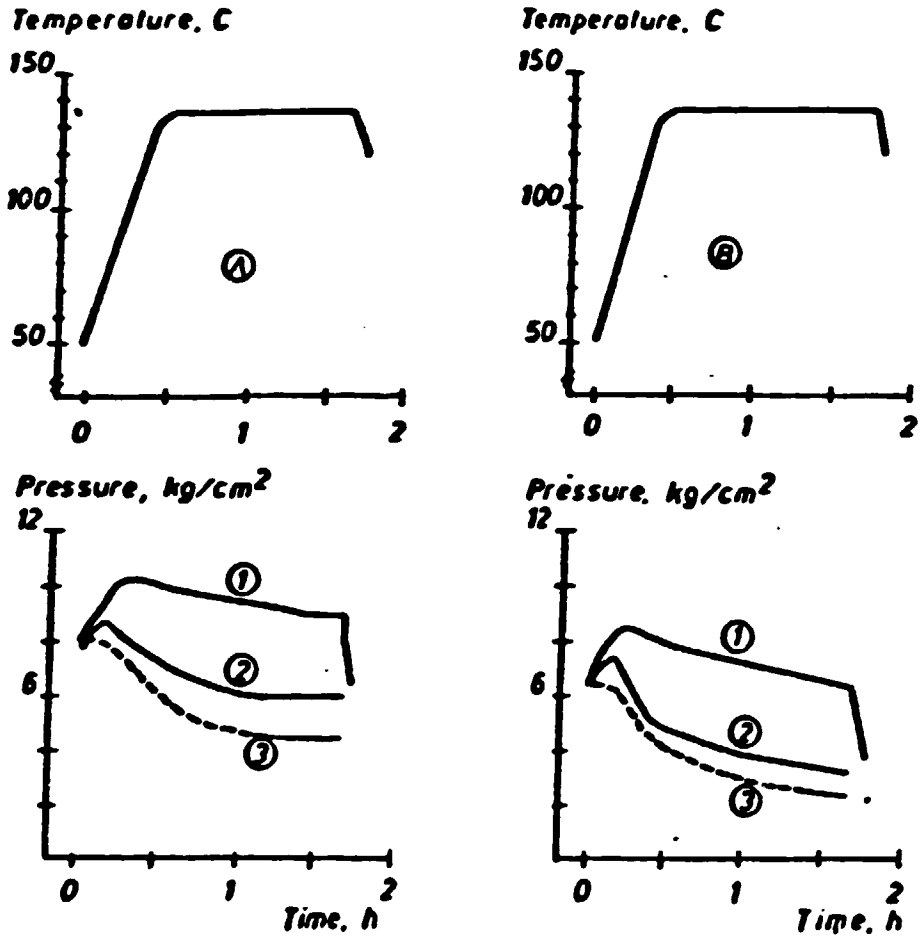 Temperature, C
150
100
50
A
0 1 2
Temperature, C
150
100
50
B
0 1 2
Pressure, kg/cm2
12
6
1
2
3
0 1 2
Time, h
Pressure, kg/cm2
12
6
1
2
3
0 1 2
Time, h